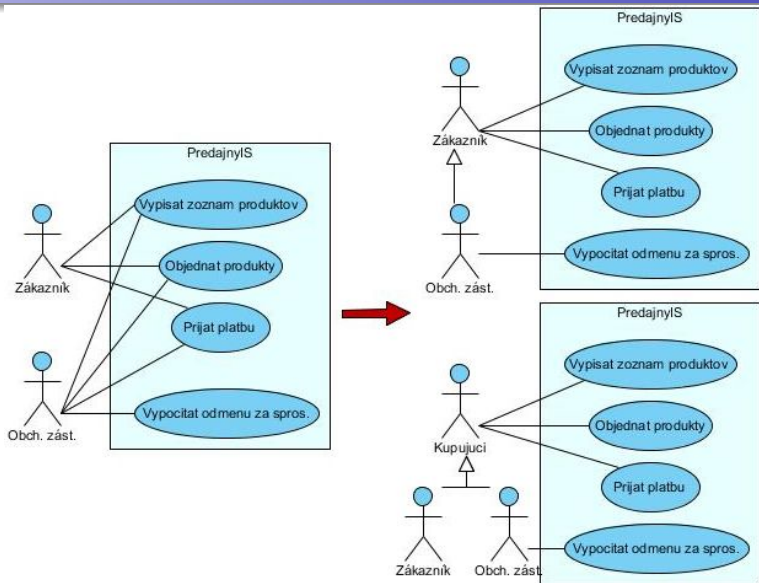 PredajnyIS
Vypisat zoznam produktov
Objednat produkty
Zákazník
Prijat platbu
Obch. zást.
Vypocitat odmenu za spros.
PredajnyIS
Vypisat zoznam produktov
Zákazník
Objednat produkty
Prijat platbu
Obch. zást.
Vypocitat odmenu za spros.
PredajnyIS
Vypisat zoznam produktov
Kupujuci
Objednat produkty
Prijat platbu
Zákazník
Obch. zást.
Vypocitat odmenu za spros.